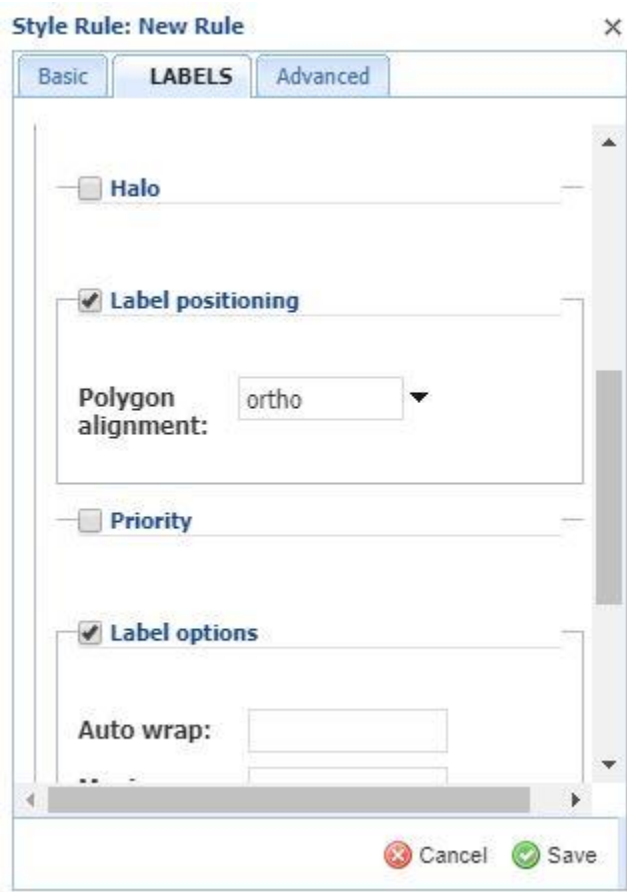 Style Rule: New Rule
Basic LABELS Advanced
Halo
Label positioning
Polygon alignment: ortho
Priority
Label options
Auto wrap:
Cancel Save